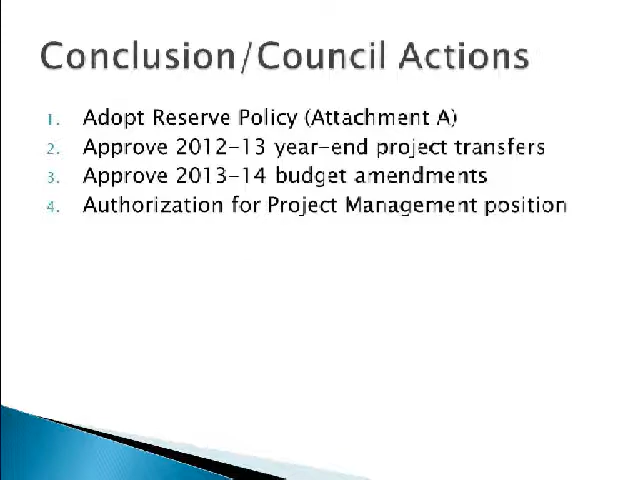 Conclusion/Council Actions
1. Adopt Reserve Policy (Attachment A)
2. Approve 2012-13 year-end project transfers
3. Approve 2013-14 budget amendments
4. Authorization for Project Management position